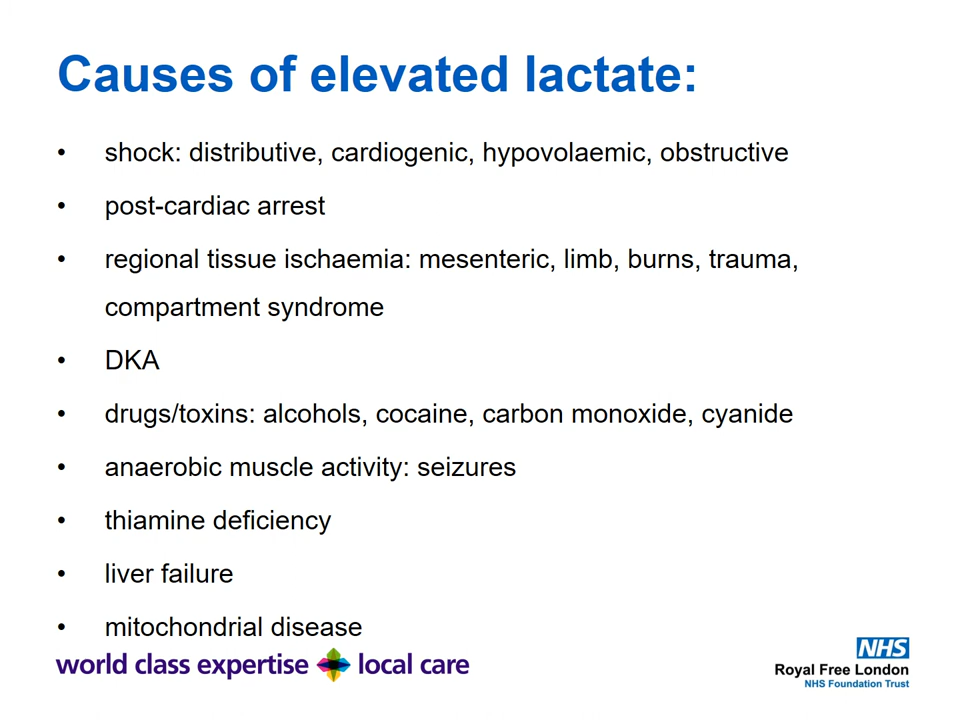 Causes of elevated lactate:
• shock: distributive, cardiogenic, hypovolaemic, obstructive
• post-cardiac arrest
• regional tissue ischaemia: mesenteric, limb, burns, trauma,
compartment syndrome
• DKA
• drugs/toxins: alcohols, cocaine, carbon monoxide, cyanide
• anaerobic muscle activity: seizures
• thiamine deficiency
• liver failure
• mitochondrial disease
world class expertise local care
NHS
Royal Free London
NHS Foundation Trust